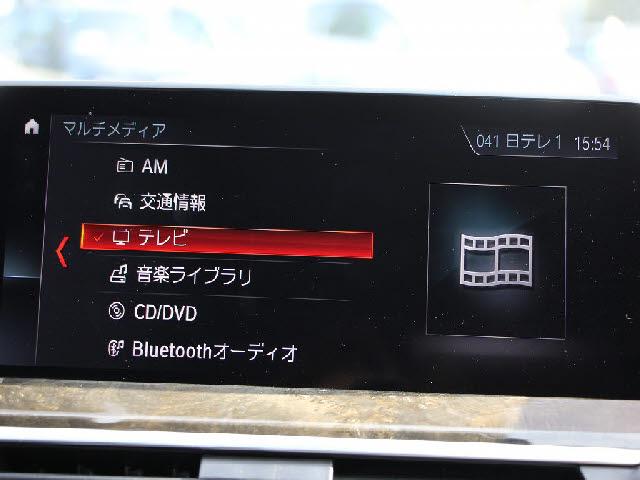 マルチメディア
041 日テレ1 15:54
AM
交通情報
テレビ
音楽ライブラリ
CD/DVD
Bluetoothオーディオ